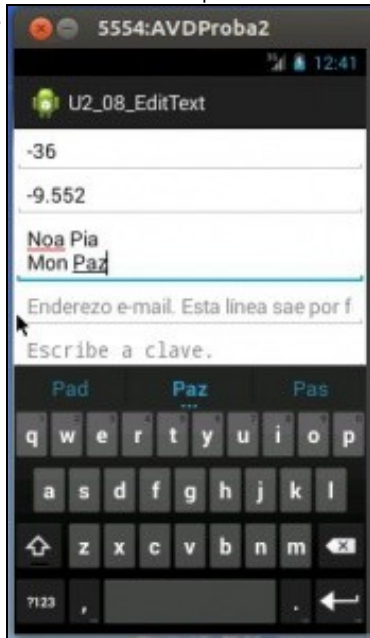 5554:AVDProba2
12:41
U2_08_EditText
-36
-9.552
Noa Pia
Mon Paz
Enderezo e-mail. Esta línea sae por f
Escribe a clave.
Pad Paz Pas
q w e r t y u i o p
a s d f g h j k l
z x c v b n m
?123 , .